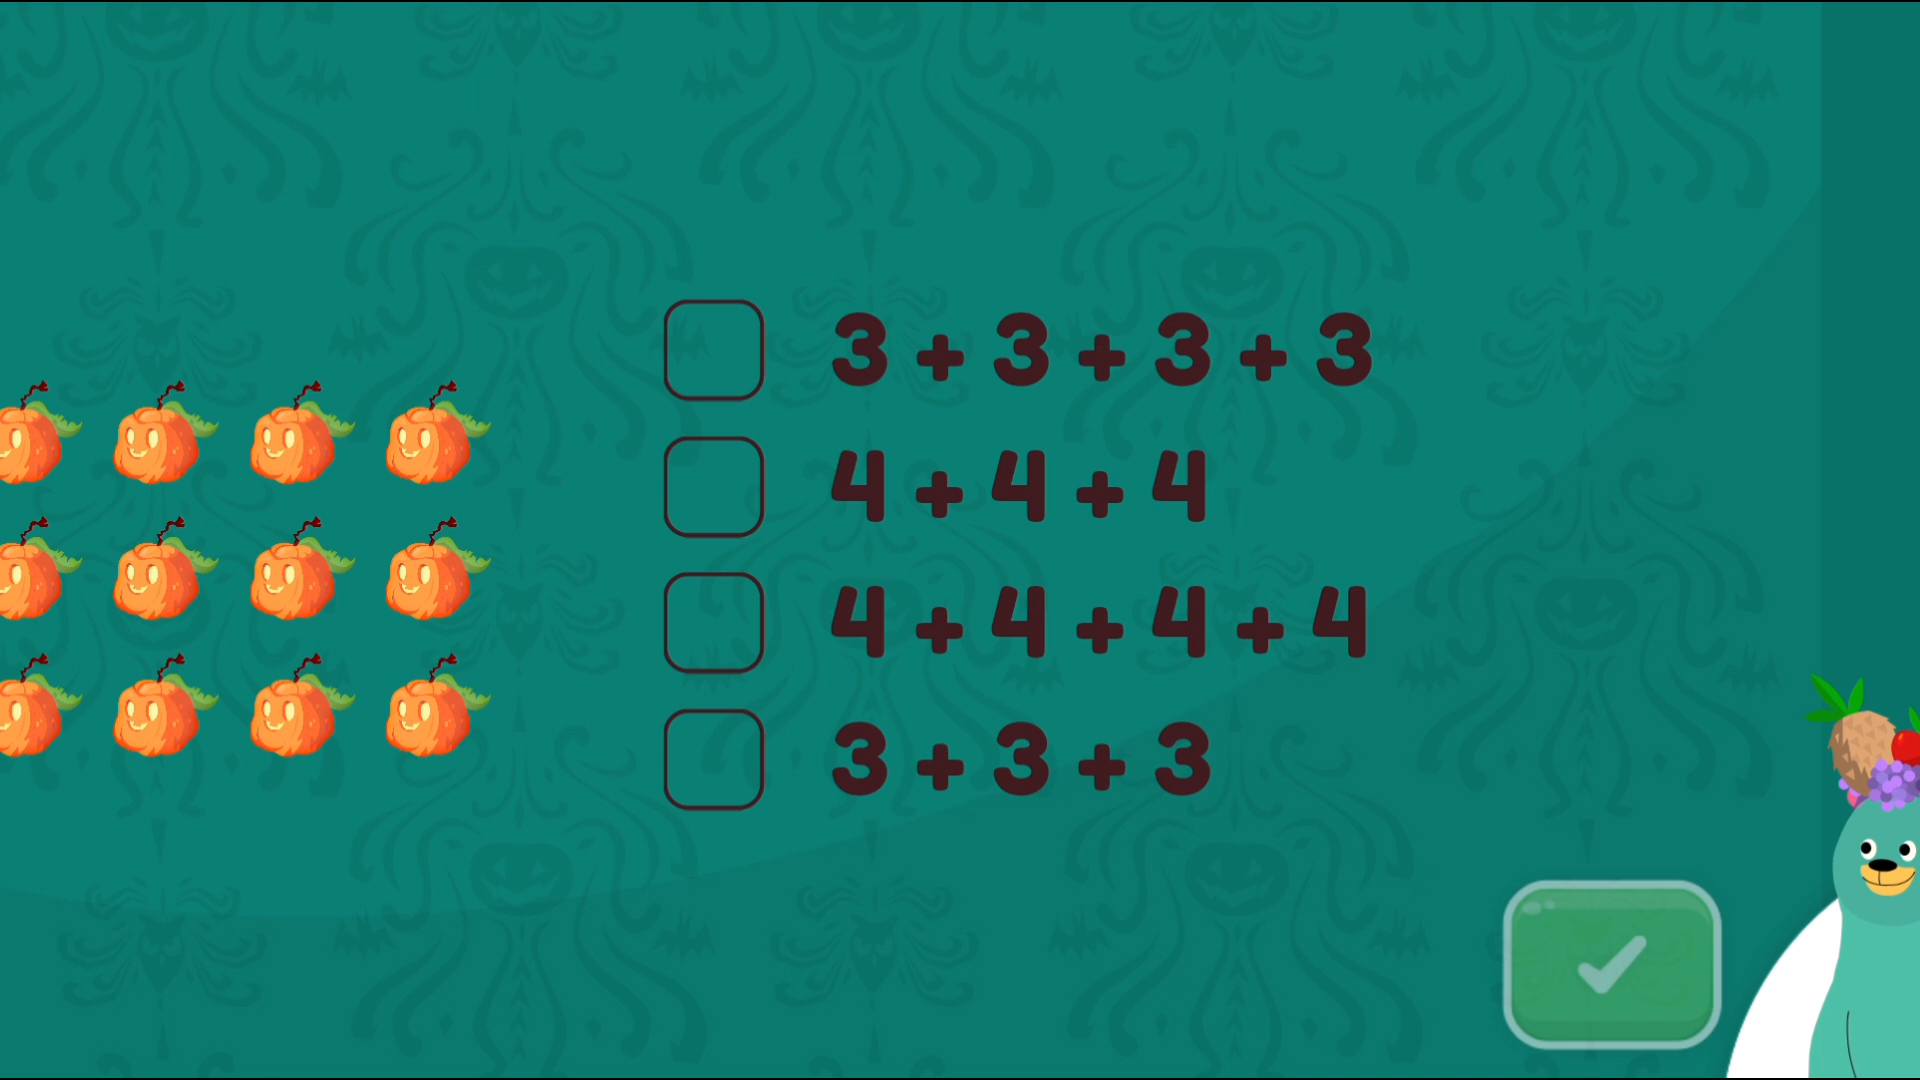 3 + 3 + 3 + 3
4 + 4 + 4
4 + 4 + 4 + 4
3 + 3 + 3